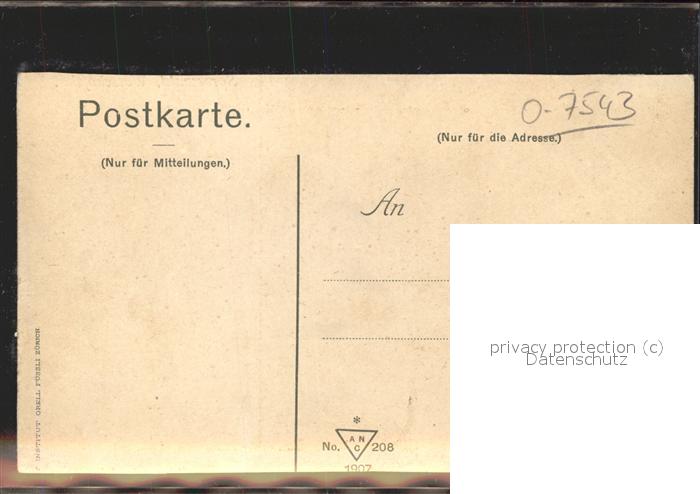 Postkarte.
(Nur für Mitteilungen.)
O-7543
(Nur für die Adresse.)
An
privacy protection (c)
Datenschutz
INSTITUT ORELL FÜSSLI ZÜRICH
*
No. ANC 208
1907